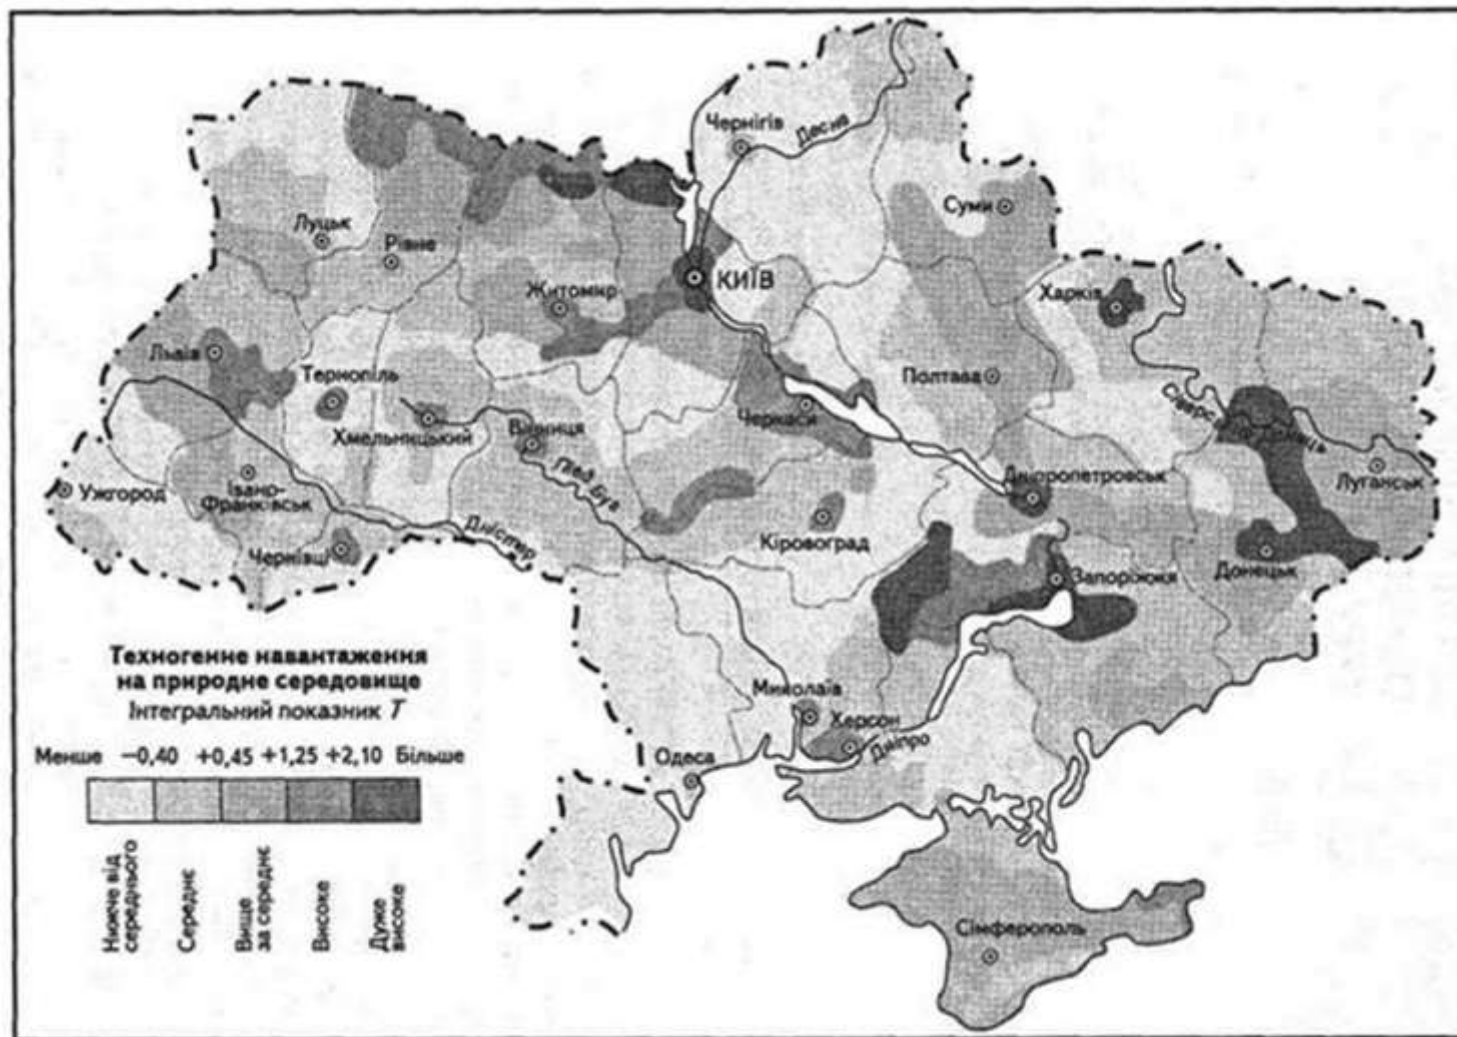 Чернігів
Десна
Суми
Луцьк
Рівне
КИЇВ
Житомир
Харків
Львів
Тернопіль
Полтава
Хмельницький
Вінниця
Черкаси
Сіверс
Луганськ
Ужгород
Івано-
Франківськ
Півд. Буг
Дніпропетровськ
Дністер
Кіровоград
Чернівці
Донецьк
Запоріжжя
Техногенне навантаження
на природне середовище
Інтегральний показник Т
Миколаїв
Херсон
Дніпро
Одеса
Менше —0,40 +0,45 +1,25 +2,10 Більше
Нижче від
середнього
Середнє
Вище
за середнє
Високе
Дуже
високе
Сімферополь